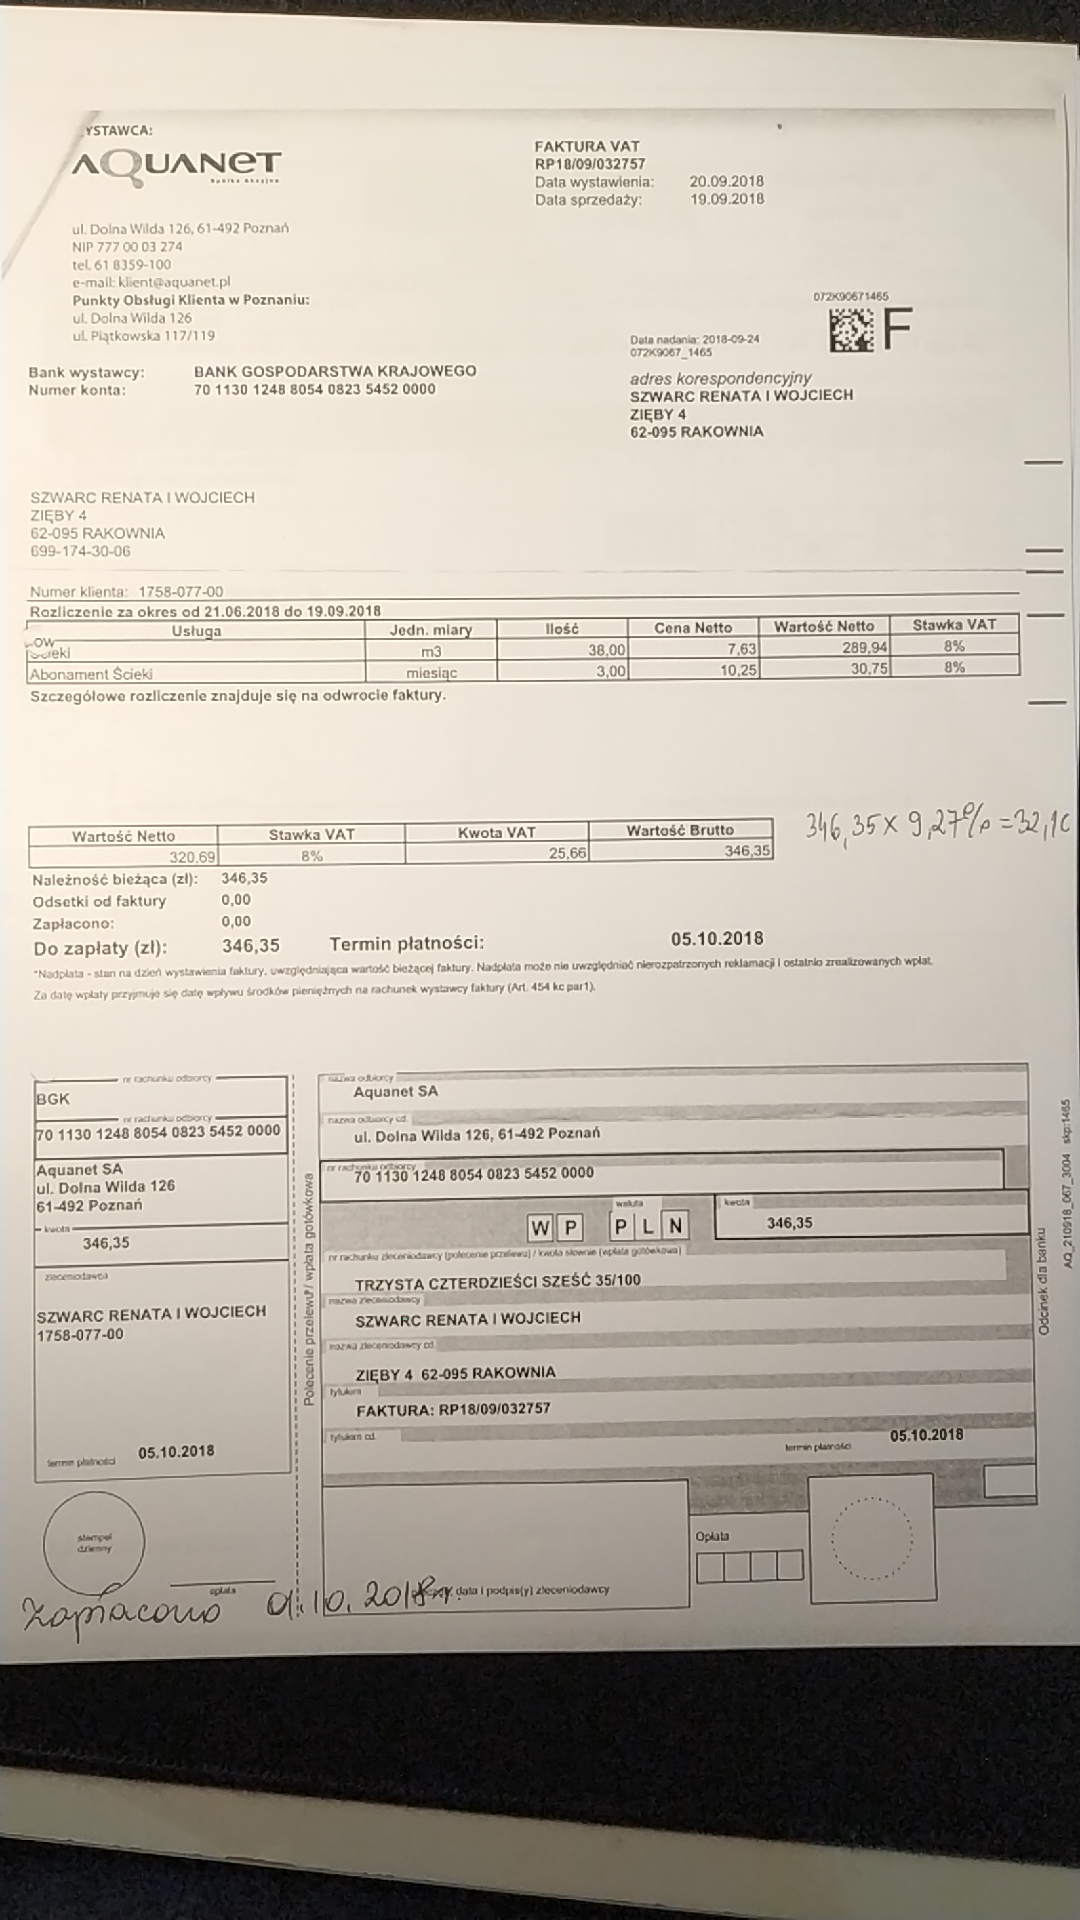 YSTAWCA:
AQUANET
Spółka Akcyjna
ul. Dolna Wilda 126, 61-492 Poznań
NIP 777 00 03 274
tel. 61 8359-100
e-mail: klient@aquanet.pl
Punkty Obsługi Klienta w Poznaniu:
ul. Dolna Wilda 126
ul. Piątkowska 117/119
FAKTURA VAT
RP18/09/032757
Data wystawienia: 20.09.2018
Data sprzedaży: 19.09.2018
072K90671465
F
Data nadania: 2018-09-24
072K9067_1465
Bank wystawcy: BANK GOSPODARSTWA KRAJOWEGO
Numer konta: 70 1130 1248 8054 0823 5452 0000
adres korespondencyjny
SZWARC RENATA I WOJCIECH
ZIĘBY 4
62-095 RAKOWNIA
SZWARC RENATA I WOJCIECH
ZIĘBY 4
62-095 RAKOWNIA
699-174-30-06
Numer klienta: 1758-077-00
Rozliczenie za okres od 21.06.2018 do 19.09.2018
Usługa Jedn. miary Ilość Cena Netto Wartość Netto Stawka VAT
Ścieki m3 38,00 7,63 289,94 8%
Abonament Ścieki miesiąc 3,00 10,25 30,75 8%
Szczegółowe rozliczenie znajduje się na odwrocie faktury.
Wartość Netto Stawka VAT Kwota VAT Wartość Brutto
320,69 8% 25,66 346,35
346,35 x 9,27% = 32,10
Należność bieżąca (zł): 346,35
Odsetki od faktury 0,00
Zapłacono: 0,00
Do zapłaty (zł): 346,35 Termin płatności: 05.10.2018
*Nadpłata - stan na dzień wystawienia faktury, uwzględniająca wartość bieżącej faktury. Nadpłata może nie uwzględniać nierozpatrzonych reklamacji i ostatnio zrealizowanych wpłat.
Za datę wpłaty przyjmuje się datę wpływu środków pieniężnych na rachunek wystawcy faktury (Art. 454 kc par1).
nr rachunku odbiorcy
BGK
nr rachunku odbiorcy
70 1130 1248 8054 0823 5452 0000
Aquanet SA
ul. Dolna Wilda 126
61-492 Poznań
kwota
346,35
zleceniodawca
SZWARC RENATA I WOJCIECH
1758-077-00
termin płatności 05.10.2018
stempel
dzienny
opłata
Polecenie przelewu / wpłata gotówkowa
nazwa odbiorcy
Aquanet SA
nazwa odbiorcy cd.
ul. Dolna Wilda 126, 61-492 Poznań
nr rachunku odbiorcy
70 1130 1248 8054 0823 5452 0000
waluta kwota
W P P L N 346,35
nr rachunku zleceniodawcy (polecenie przelewu) / kwota słownie (wpłata gotówkowa)
TRZYSTA CZTERDZIEŚCI SZEŚĆ 35/100
nazwa zleceniodawcy
SZWARC RENATA I WOJCIECH
nazwa zleceniodawcy cd.
ZIĘBY 4 62-095 RAKOWNIA
tytułem
FAKTURA: RP18/09/032757
tytułem cd.
termin płatności 05.10.2018
Opłata
data i podpis(y) zleceniodawcy
Odcinek dla banku
AQ_210918_067_3004 skp:1465
Zapłacono 01.10.2018r.